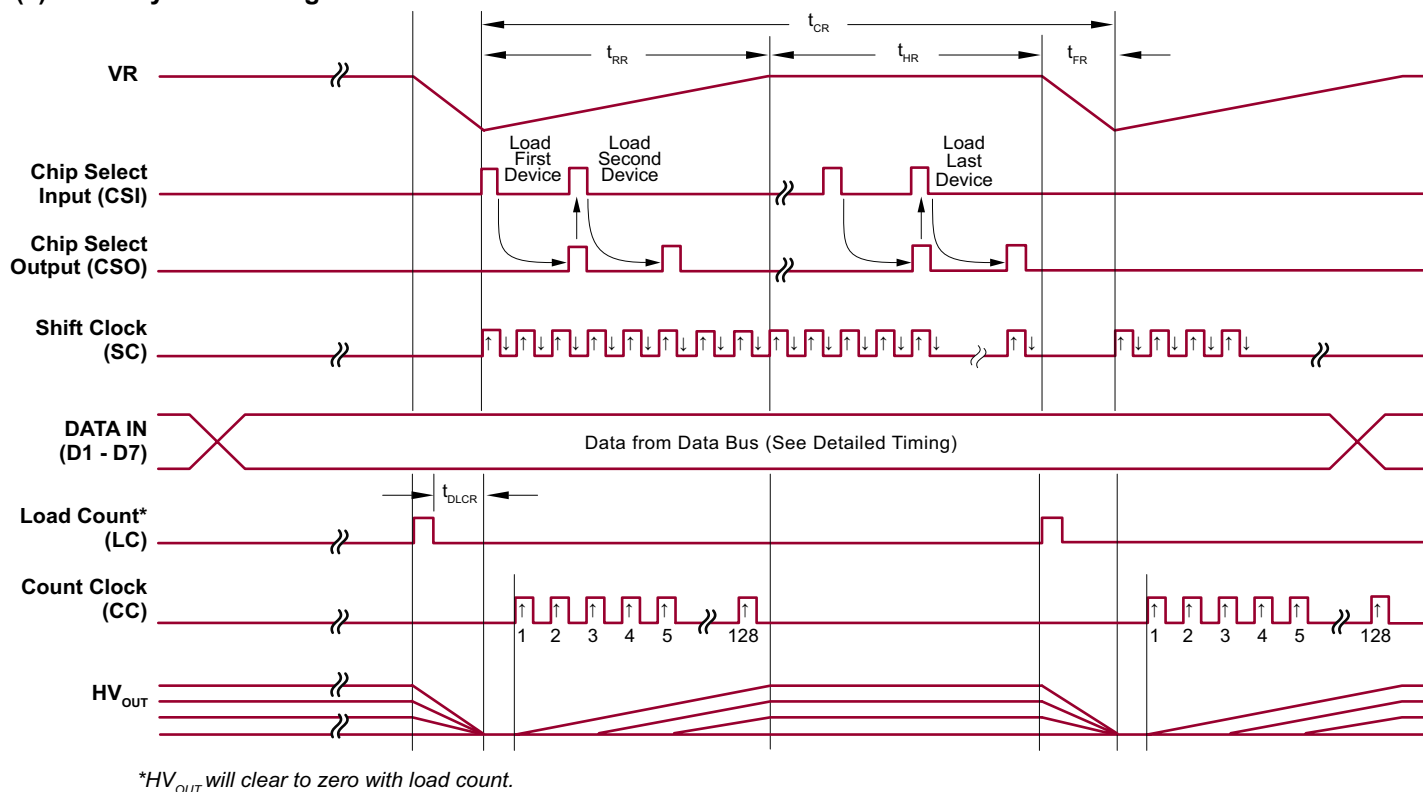 t_CR
t_RR
t_HR
t_FR
VR
Load First Device
Load Second Device
Load Last Device
Chip Select
Input (CSI)
Chip Select
Output (CSO)
Shift Clock
(SC)
↑ ↓ ↑ ↓ ↑ ↓ ↑ ↓ ↑ ↓ ↑ ↓ ↑ ↓ ↑ ↓ ↑ ↓ ↑ ↓ ↑ ↓ ↑ ↓ ↑ ↓ ↑ ↓ ↑ ↓ ↑ ↓ ↑ ↓ ↑ ↓
DATA IN
(D1 - D7)
Data from Data Bus (See Detailed Timing)
t_DLCR
Load Count*
(LC)
Count Clock
(CC)
↑ ↑ ↑ ↑ ↑ ↑ ↑ ↑ ↑ ↑ ↑ ↑
1 2 3 4 5 128 1 2 3 4 5 128
HV_OUT
*HV_OUT will clear to zero with load count.